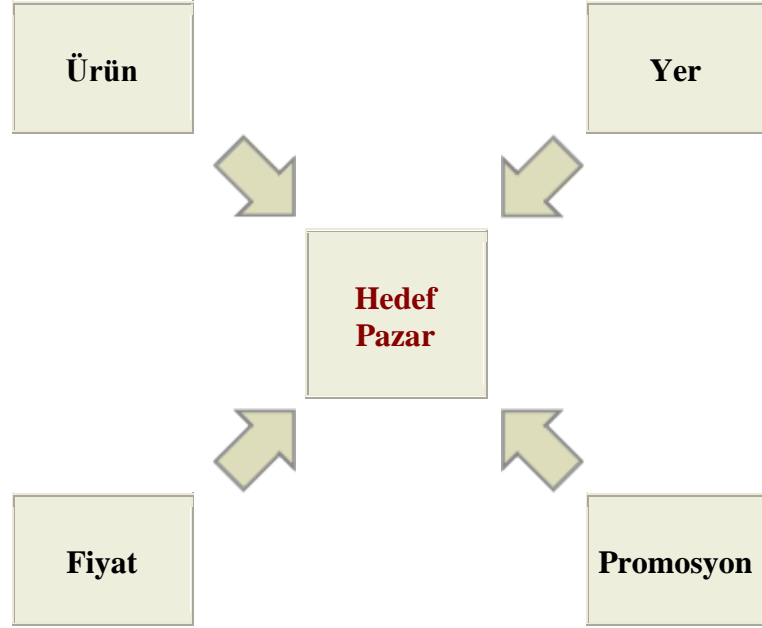 Ürün
Yer
Hedef
Pazar
Fiyat
Promosyon